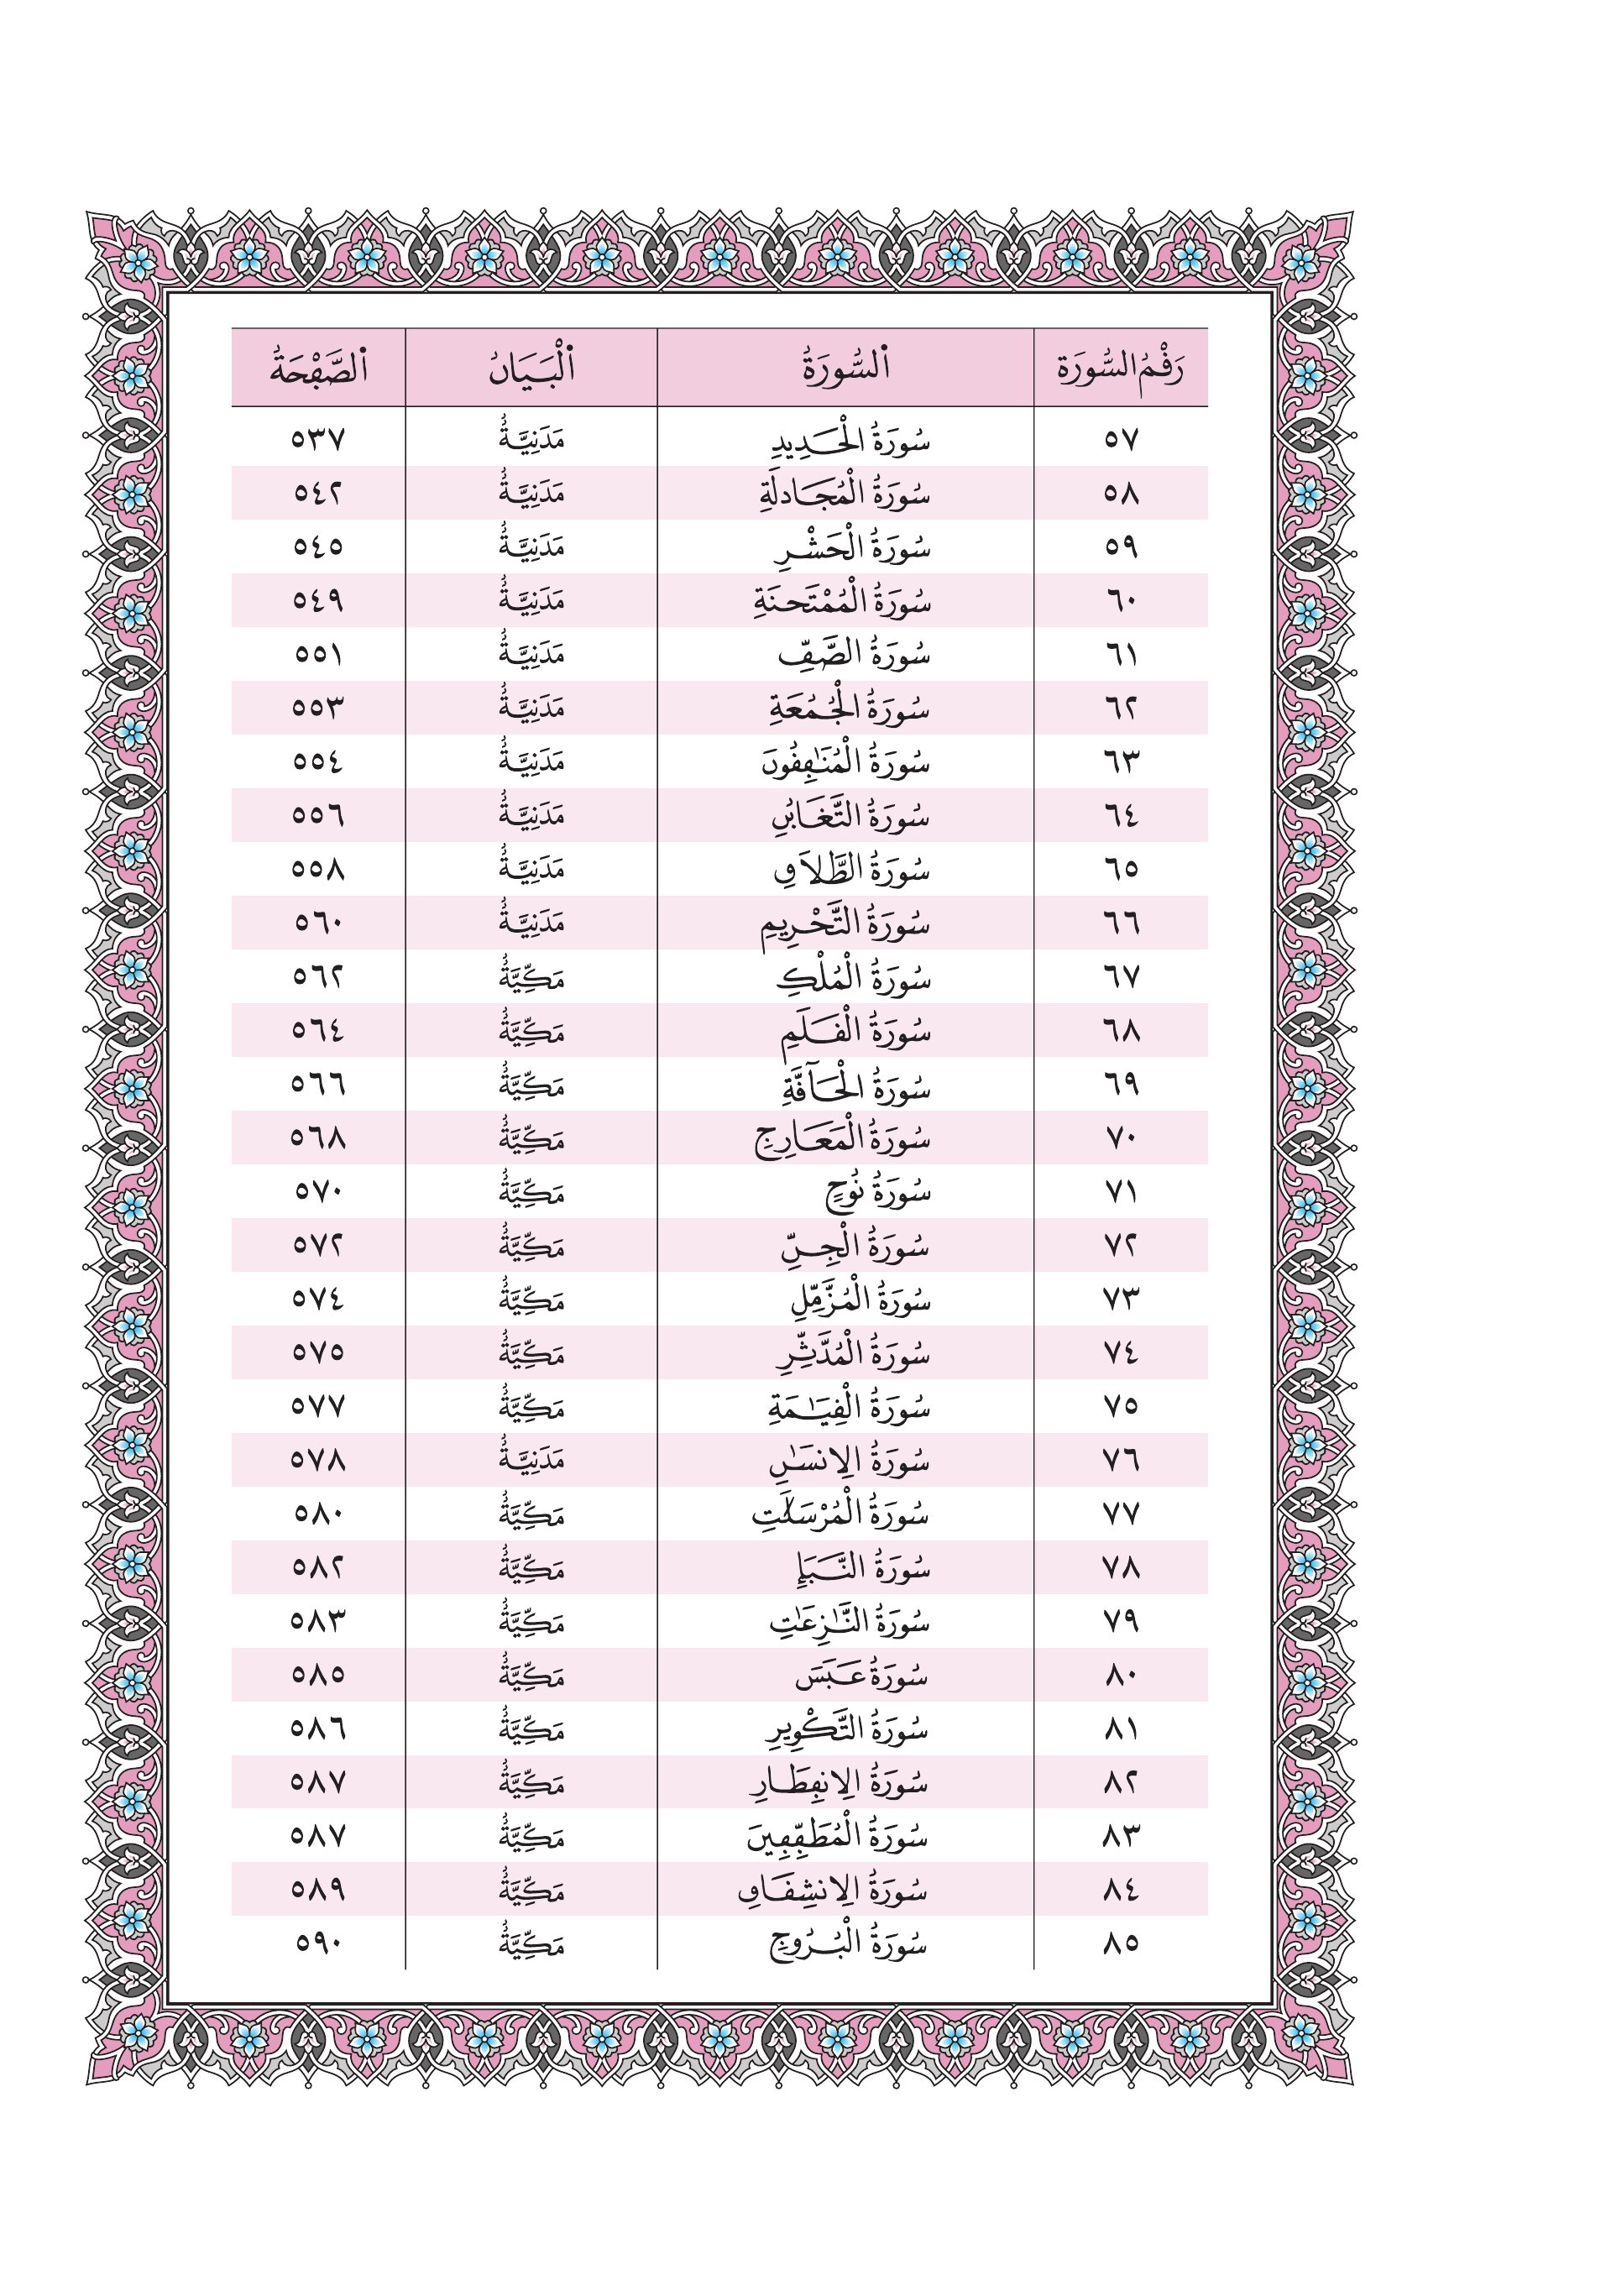 رَقْمُ السُّورَة اَلسُّورَةُ اَلْبَيَانُ اَلصَّفْحَةُ
٥٧ سُورَةُ الْحَدِيدِ مَدَنِيَّةٌ ٥٣٧
٥٨ سُورَةُ الْمُجَادلَةِ مَدَنِيَّةٌ ٥٤٢
٥٩ سُورَةُ الْحَشْرِ مَدَنِيَّةٌ ٥٤٥
٦٠ سُورَةُ الْمُمْتَحنَةِ مَدَنِيَّةٌ ٥٤٩
٦١ سُورَةُ الصَّفِّ مَدَنِيَّةٌ ٥٥١
٦٢ سُورَةُ الْجُمُعَةِ مَدَنِيَّةٌ ٥٥٣
٦٣ سُورَةُ الْمُنَٰفِقُونَ مَدَنِيَّةٌ ٥٥٤
٦٤ سُورَةُ التَّغَابُنِ مَدَنِيَّةٌ ٥٥٦
٦٥ سُورَةُ الطَّلاَقِ مَدَنِيَّةٌ ٥٥٨
٦٦ سُورَةُ التَّحْرِيمِ مَدَنِيَّةٌ ٥٦٠
٦٧ سُورَةُ الْمُلْكِ مَكِّيَّةٌ ٥٦٢
٦٨ سُورَةُ الْقَلَمِ مَكِّيَّةٌ ٥٦٤
٦٩ سُورَةُ الْحَآقَّةِ مَكِّيَّةٌ ٥٦٦
٧٠ سُورَةُ الْمَعَارِجِ مَكِّيَّةٌ ٥٦٨
٧١ سُورَةُ نُوحٍ مَكِّيَّةٌ ٥٧٠
٧٢ سُورَةُ الْجِنِّ مَكِّيَّةٌ ٥٧٢
٧٣ سُورَةُ الْمُزَّمِّلِ مَكِّيَّةٌ ٥٧٤
٧٤ سُورَةُ الْمُدَّثِّرِ مَكِّيَّةٌ ٥٧٥
٧٥ سُورَةُ الْقِيَٰمَةِ مَكِّيَّةٌ ٥٧٧
٧٦ سُورَةُ الِانسَٰنِ مَدَنِيَّةٌ ٥٧٨
٧٧ سُورَةُ الْمُرْسَلَٰتِ مَكِّيَّةٌ ٥٨٠
٧٨ سُورَةُ النَّبَإِ مَكِّيَّةٌ ٥٨٢
٧٩ سُورَةُ النَّٰزِعَٰتِ مَكِّيَّةٌ ٥٨٣
٨٠ سُورَةُ عَبَسَ مَكِّيَّةٌ ٥٨٥
٨١ سُورَةُ التَّكْوِيرِ مَكِّيَّةٌ ٥٨٦
٨٢ سُورَةُ الِانفِطَارِ مَكِّيَّةٌ ٥٨٧
٨٣ سُورَةُ الْمُطَفِّفِينَ مَكِّيَّةٌ ٥٨٧
٨٤ سُورَةُ الِانشِقَاقِ مَكِّيَّةٌ ٥٨٩
٨٥ سُورَةُ الْبُرُوجِ مَكِّيَّةٌ ٥٩٠